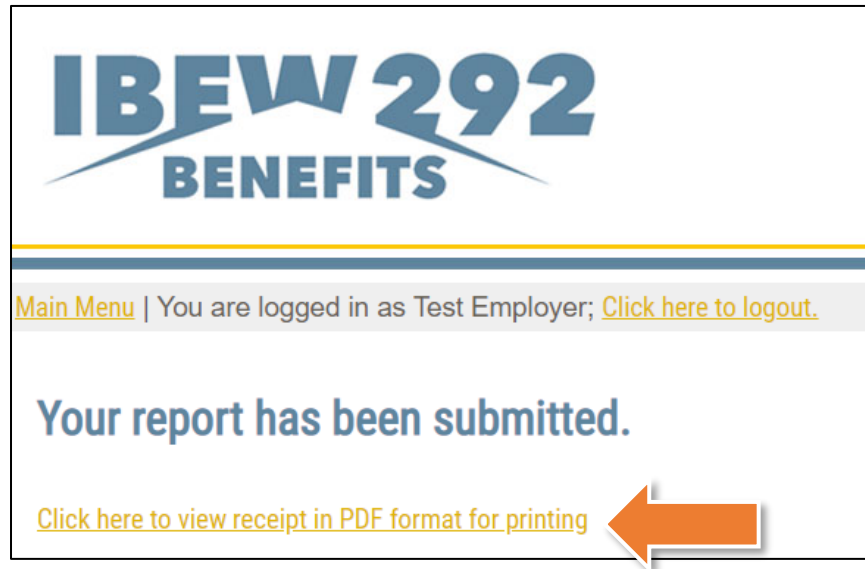 IBEW 292
BENEFITS
Main Menu | You are logged in as Test Employer; Click here to logout.
Your report has been submitted.
Click here to view receipt in PDF format for printing